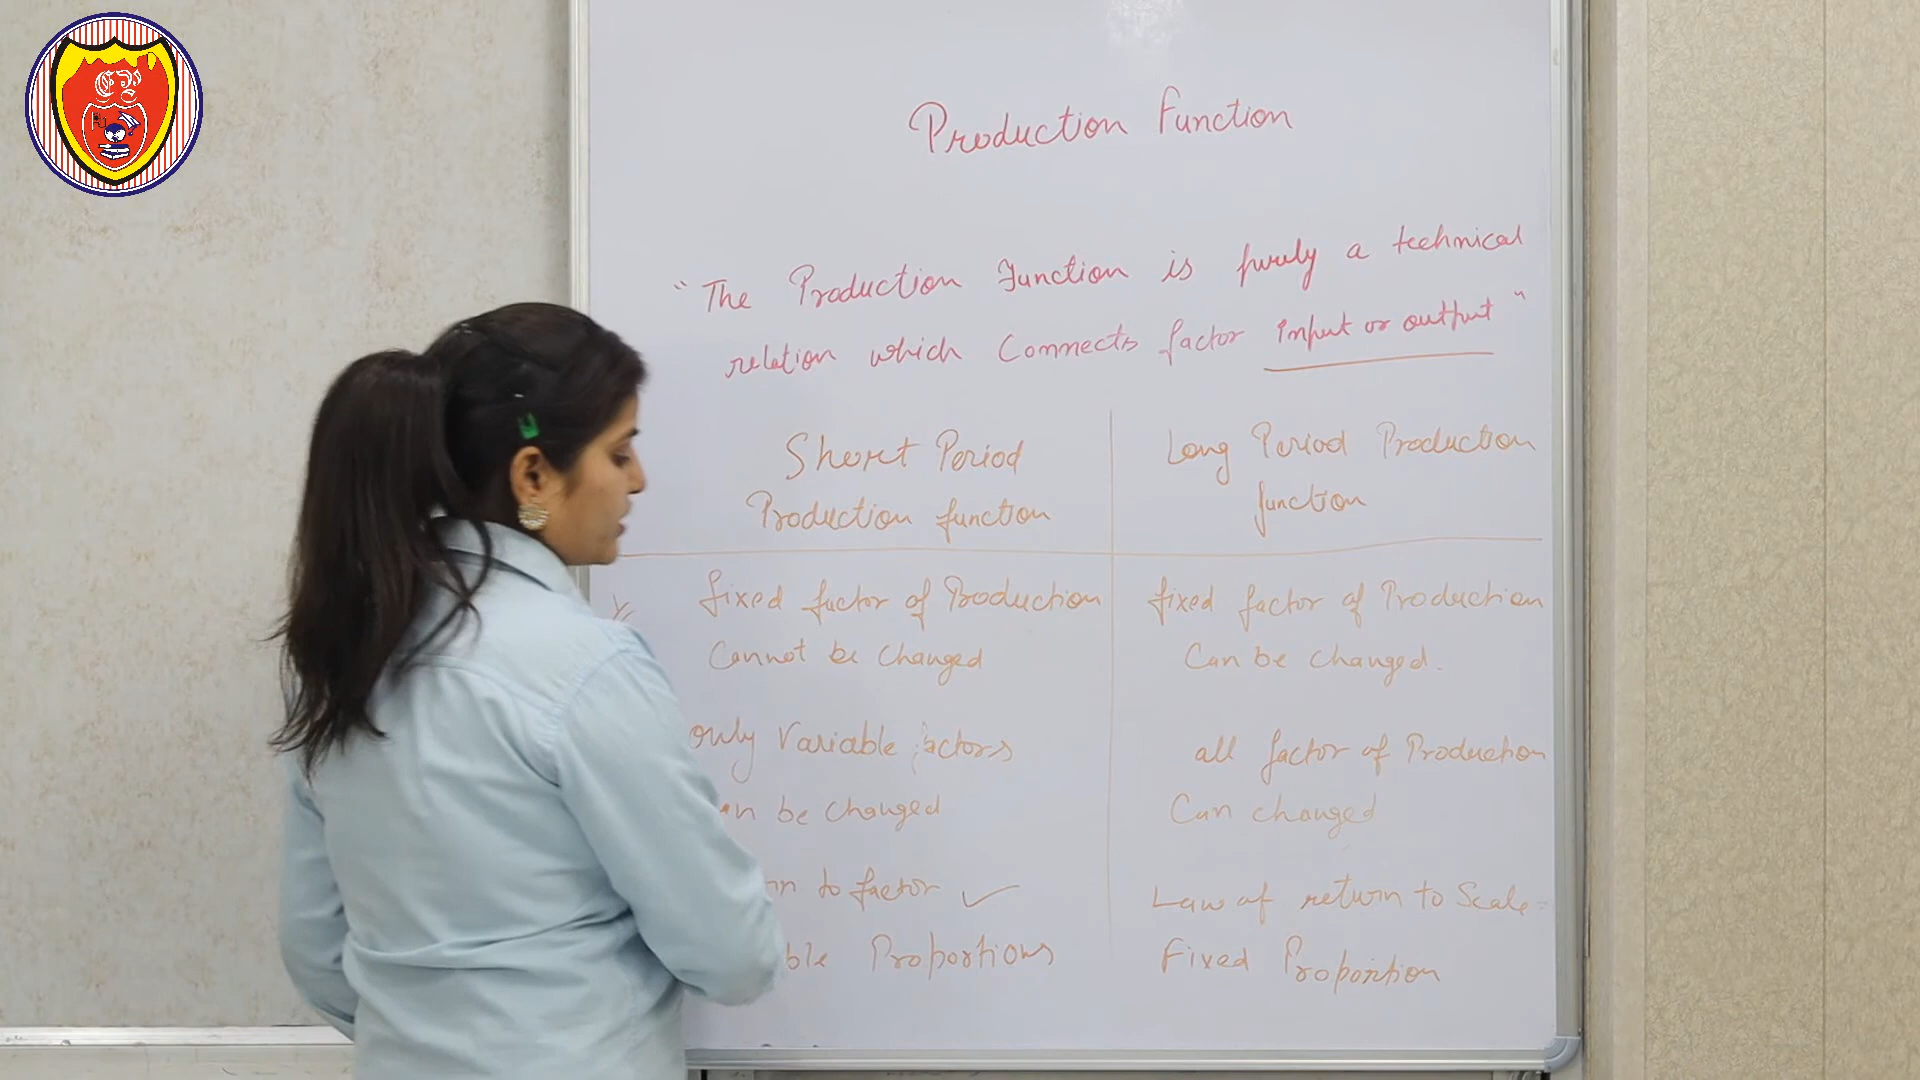 Production Function
"The Production Function is purely a technical
relation which Connects factor input or output"
Short Period
Production function
Long Period Production
function
fixed factor of Production
Cannot be changed
fixed factor of Production
Can be changed.
only Variable factors
be changed
all factor of Production
Can changed
to factor ✓
Proportions
Law of return to Scale =
Fixed Proportion